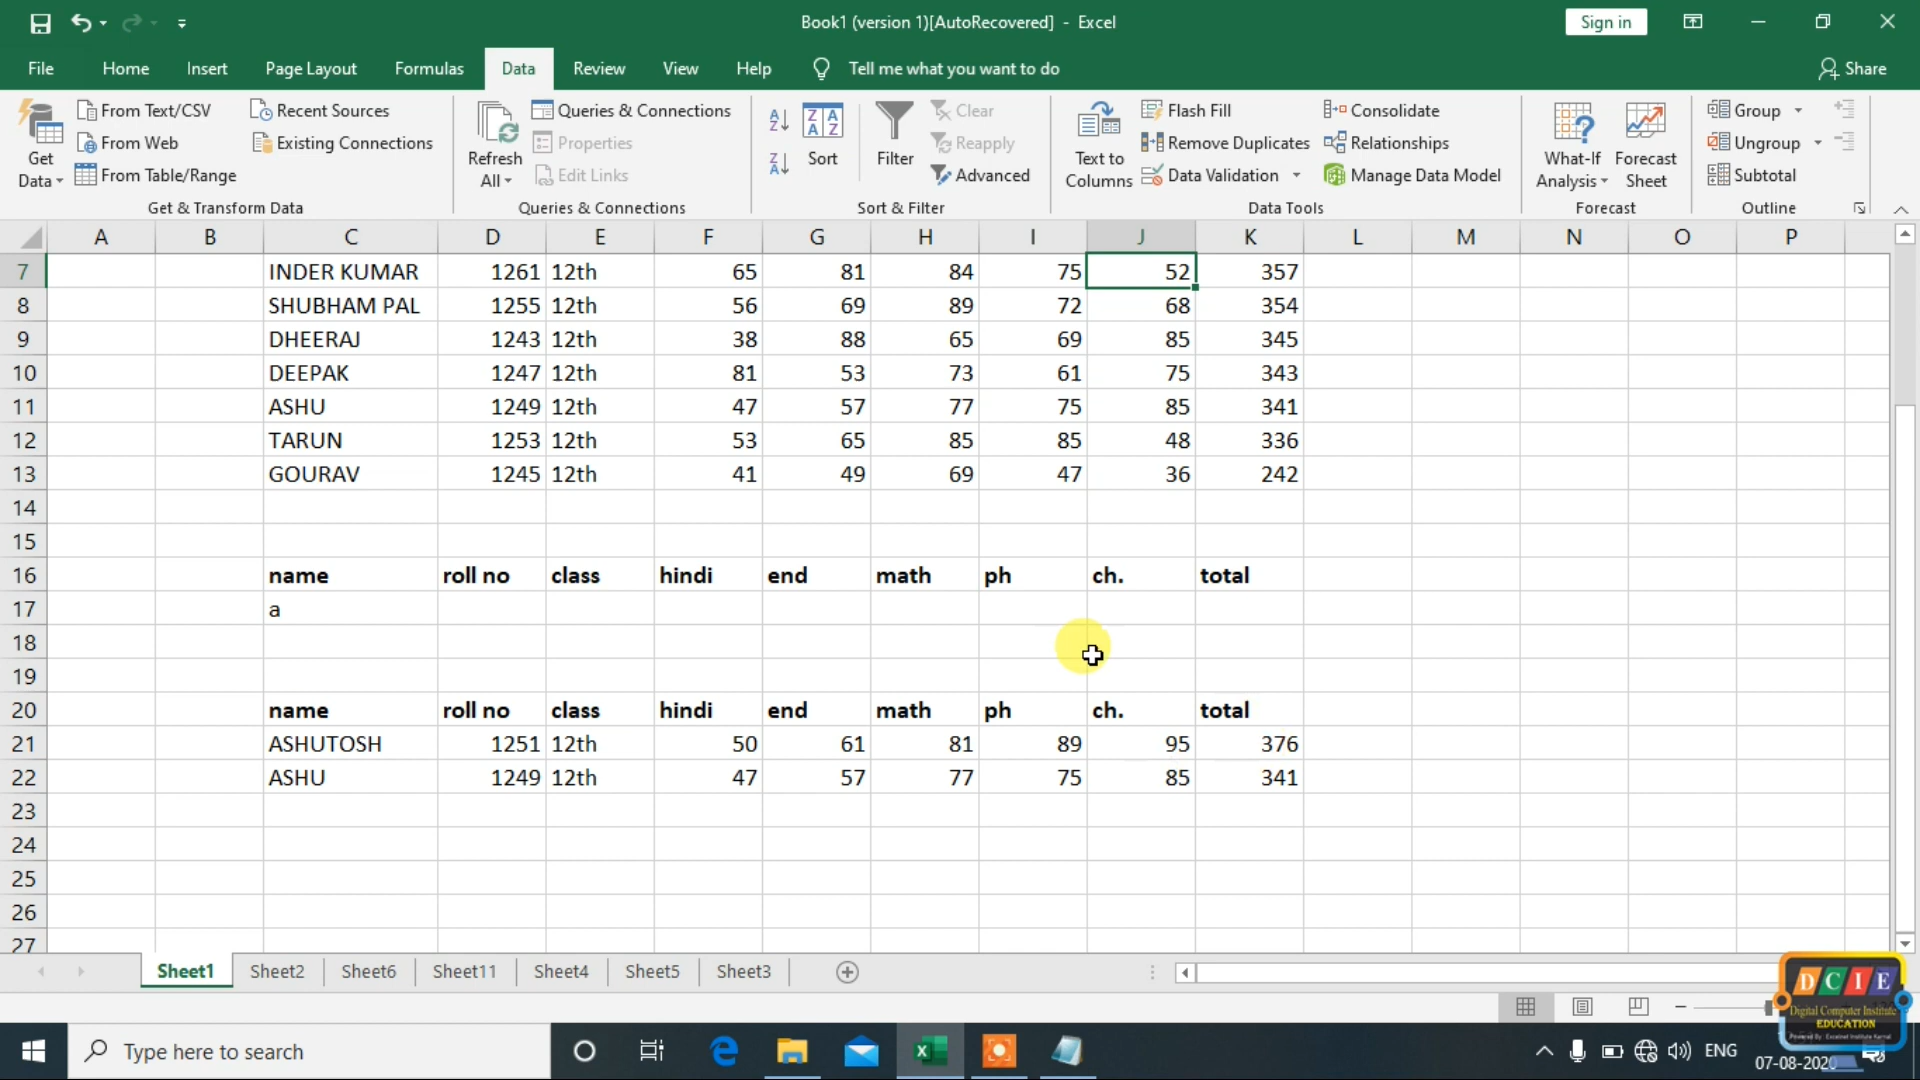 Book1 (version 1)[AutoRecovered] - Excel
Sign in
File Home Insert Page Layout Formulas Data Review View Help Tell me what you want to do Share
Get Data
From Text/CSV
From Web
From Table/Range
Recent Sources
Existing Connections
Get & Transform Data
Refresh All
Queries & Connections
Properties
Edit Links
Queries & Connections
Sort
Filter
Clear
Reapply
Advanced
Sort & Filter
Text to Columns
Flash Fill
Remove Duplicates
Data Validation
Consolidate
Relationships
Manage Data Model
Data Tools
What-If Analysis
Forecast Sheet
Forecast
Group
Ungroup
Subtotal
Outline
A B C D E F G H I J K L M N O P
7 INDER KUMAR 1261 12th 65 81 84 75 52 357
8 SHUBHAM PAL 1255 12th 56 69 89 72 68 354
9 DHEERAJ 1243 12th 38 88 65 69 85 345
10 DEEPAK 1247 12th 81 53 73 61 75 343
11 ASHU 1249 12th 47 57 77 75 85 341
12 TARUN 1253 12th 53 65 85 85 48 336
13 GOURAV 1245 12th 41 49 69 47 36 242
14
15
16 name roll no class hindi end math ph ch. total
17 a
18
19
20 name roll no class hindi end math ph ch. total
21 ASHUTOSH 1251 12th 50 61 81 89 95 376
22 ASHU 1249 12th 47 57 77 75 85 341
23
24
25
26
27
Sheet1 Sheet2 Sheet6 Sheet11 Sheet4 Sheet5 Sheet3
DCIE
Digital Computer Institute
EDUCATION
Type here to search
ENG
07-08-2020